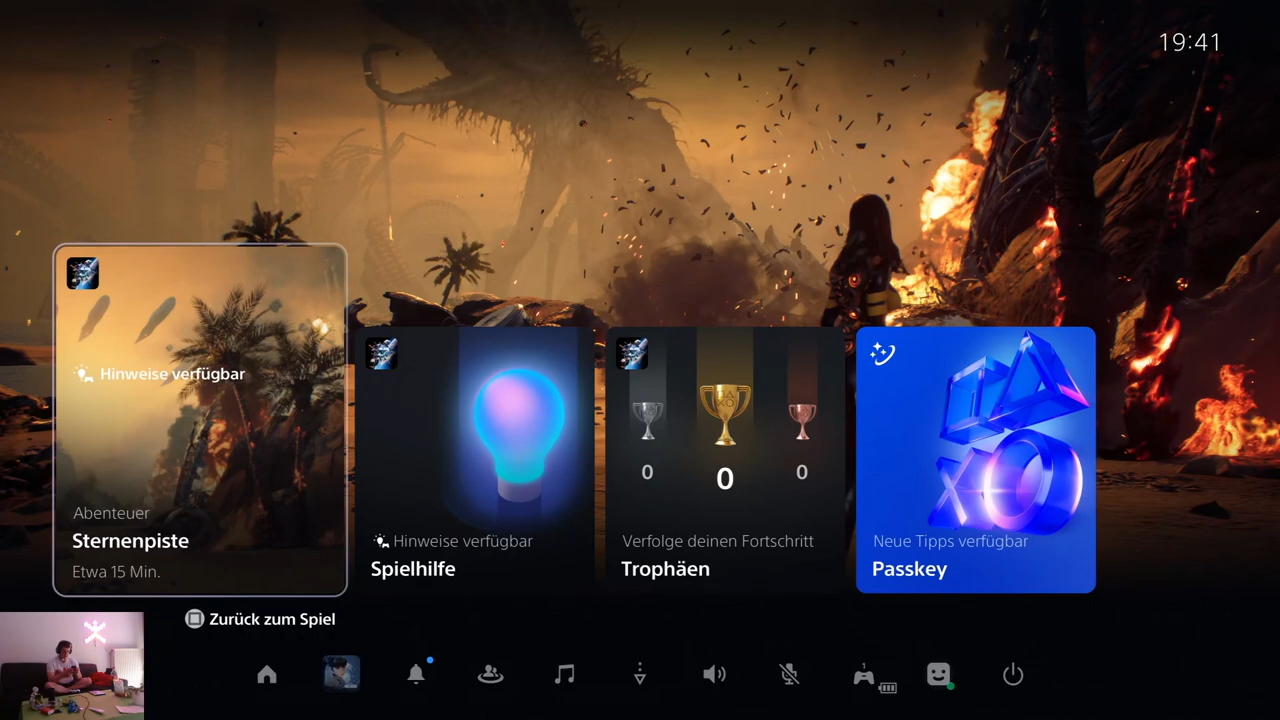 19:41
Hinweise verfügbar
Abenteuer
Sternenpiste
Etwa 15 Min.
Hinweise verfügbar
Spielhilfe
0
0
0
Verfolge deinen Fortschritt
Trophäen
Neue Tipps verfügbar
Passkey
Zurück zum Spiel
1